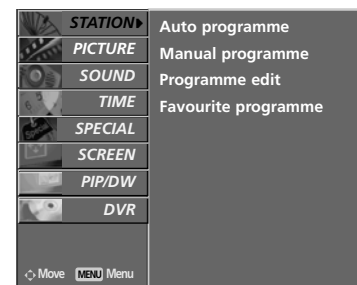 STATION
PICTURE
SOUND
TIME
SPECIAL
SCREEN
PIP/DW
DVR
Move MENU Menu
Auto programme
Manual programme
Programme edit
Favourite programme